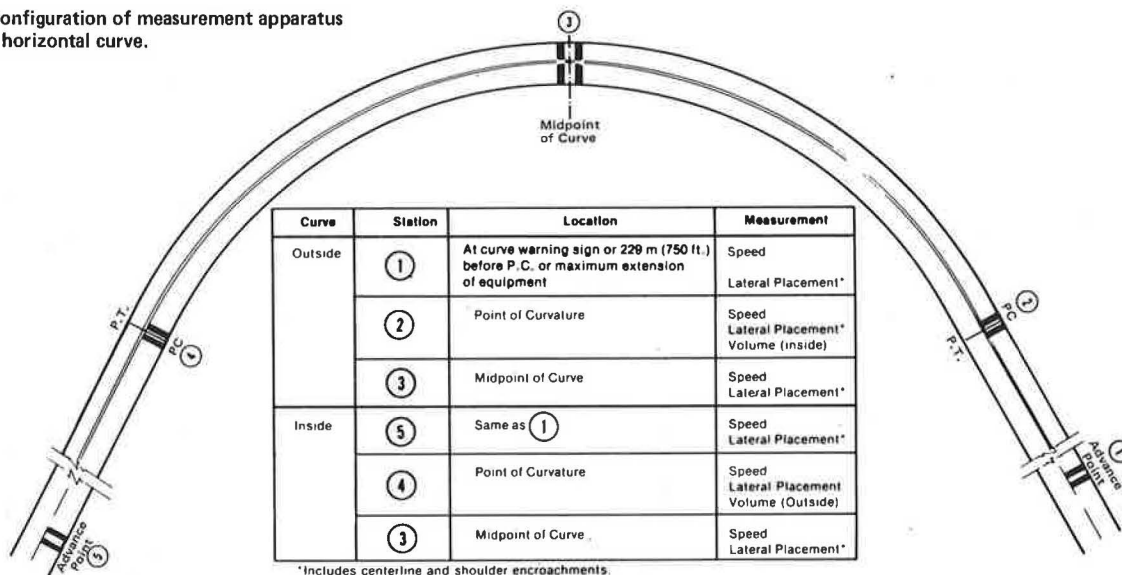 onfiguration of measurement apparatus
horizontal curve.
3
Midpoint
of Curve
P.T.
PC
4
2
PC
P.T.
Advance
Point
5
1
Advance
Point
Curve Station Location Measurement
Outside 1 At curve warning sign or 229 m (750 ft.) Speed
before P.C. or maximum extension
of equipment Lateral Placement*
2 Point of Curvature Speed
Lateral Placement*
Volume (inside)
3 Midpoint of Curve Speed
Lateral Placement*
Inside 5 Same as 1 Speed
Lateral Placement*
4 Point of Curvature Speed
Lateral Placement
Volume (Outside)
3 Midpoint of Curve Speed
Lateral Placement*
*Includes centerline and shoulder encroachments.